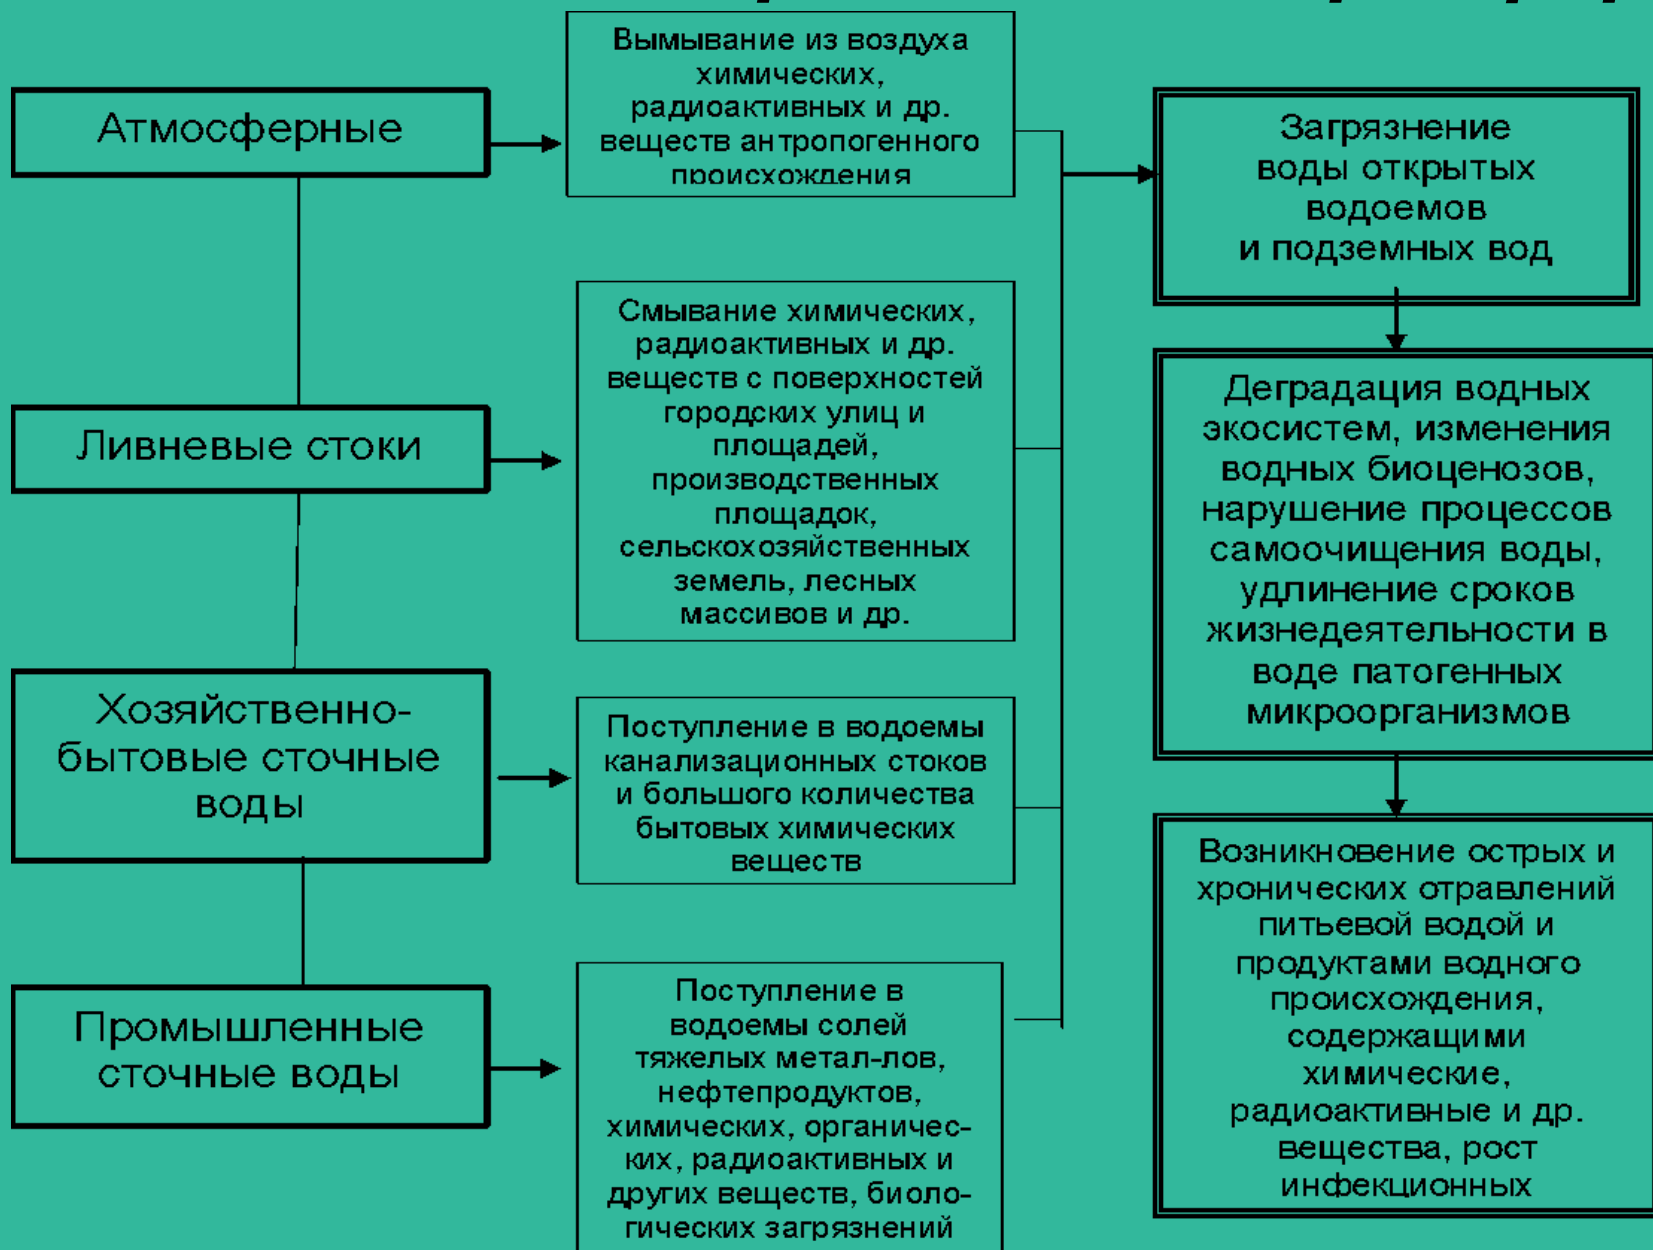 Атмосферные
Вымывание из воздуха
химических,
радиоактивных и др.
веществ антропогенного
происхождения
Загрязнение
воды открытых
водоемов
и подземных вод
Ливневые стоки
Смывание химических,
радиоактивных и др.
веществ с поверхностей
городских улиц и
площадей,
производственных
площадок,
сельскохозяйственных
земель, лесных
массивов и др.
Деградация водных
экосистем, изменения
водных биоценозов,
нарушение процессов
самоочищения воды,
удлинение сроков
жизнедеятельности в
воде патогенных
микроорганизмов
Хозяйственно-
бытовые сточные
воды
Поступление в водоемы
канализационных стоков
и большого количества
бытовых химических
веществ
Промышленные
сточные воды
Поступление в
водоемы солей
тяжелых метал-лов,
нефтепродуктов,
химических, органичес-
ких, радиоактивных и
других веществ, биоло-
гических загрязнений
Возникновение острых и
хронических отравлений
питьевой водой и
продуктами водного
происхождения,
содержащими
химические,
радиоактивные и др.
вещества, рост
инфекционных